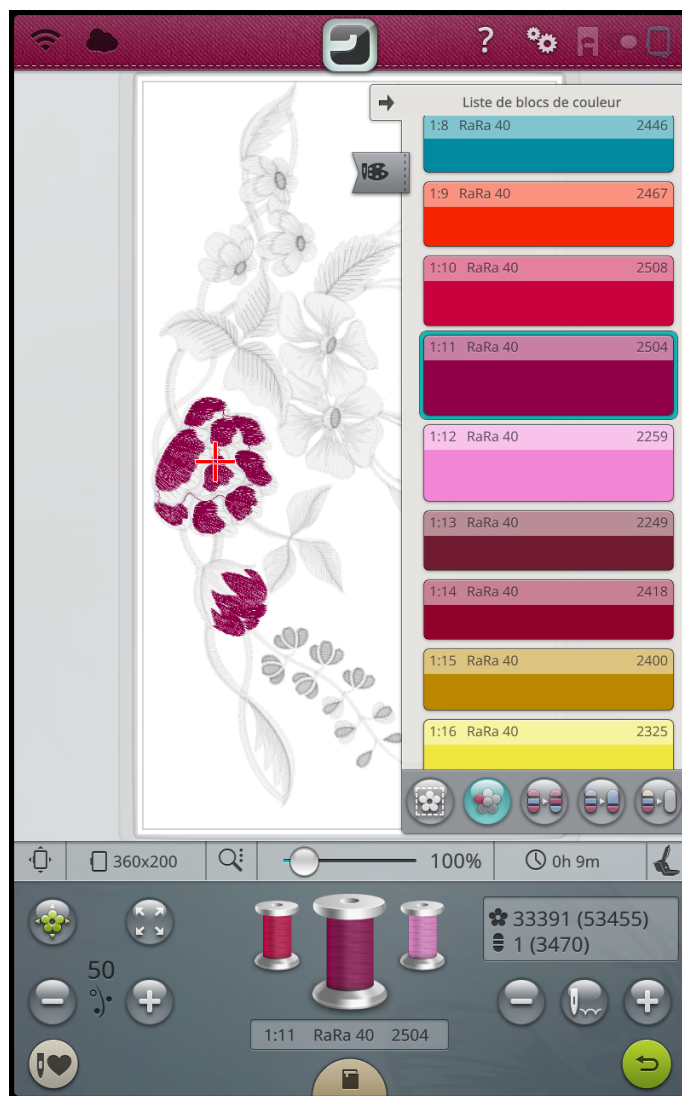 ?
Liste de blocs de couleur
1:8 RaRa 40 2446
1:9 RaRa 40 2467
1:10 RaRa 40 2508
1:11 RaRa 40 2504
1:12 RaRa 40 2259
1:13 RaRa 40 2249
1:14 RaRa 40 2418
1:15 RaRa 40 2400
1:16 RaRa 40 2325
360x200
100%
0h 9m
33391 (53455)
1 (3470)
50
1:11 RaRa 40 2504